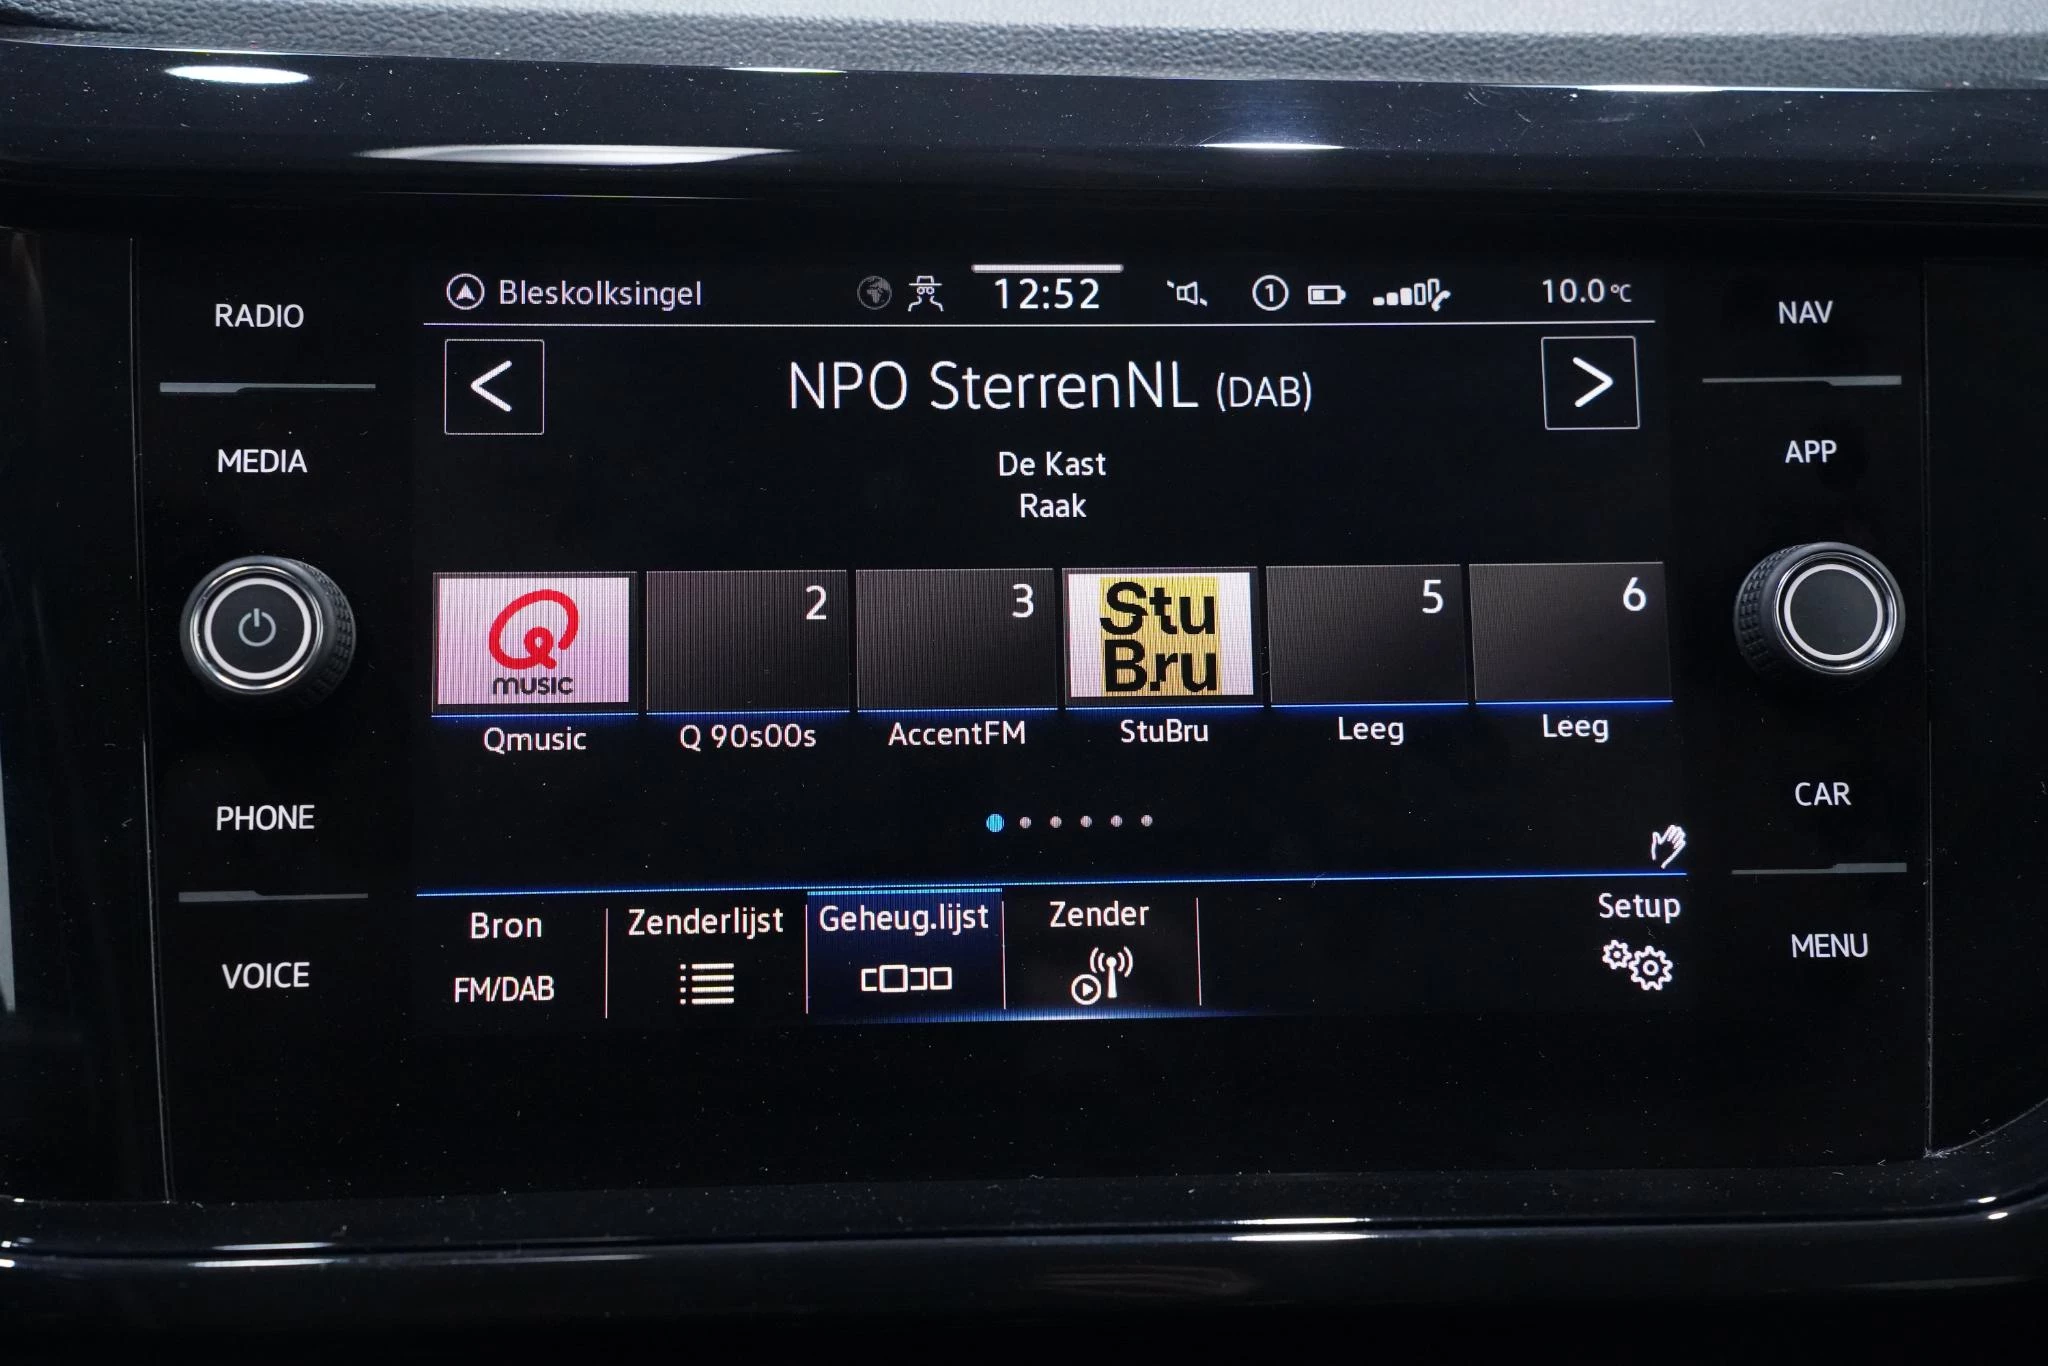 Bleskolksingel 12:52 1 10.0°C
RADIO
NAV
NPO SterrenNL (DAB)
MEDIA
De Kast
APP
Raak
Q music
2
3
Stu Bru
5
6
Qmusic
Q 90s00s
AccentFM
StuBru
Leeg
Leeg
PHONE
CAR
Bron
Zenderlijst
Geheug.lijst
Zender
Setup
VOICE
FM/DAB
MENU